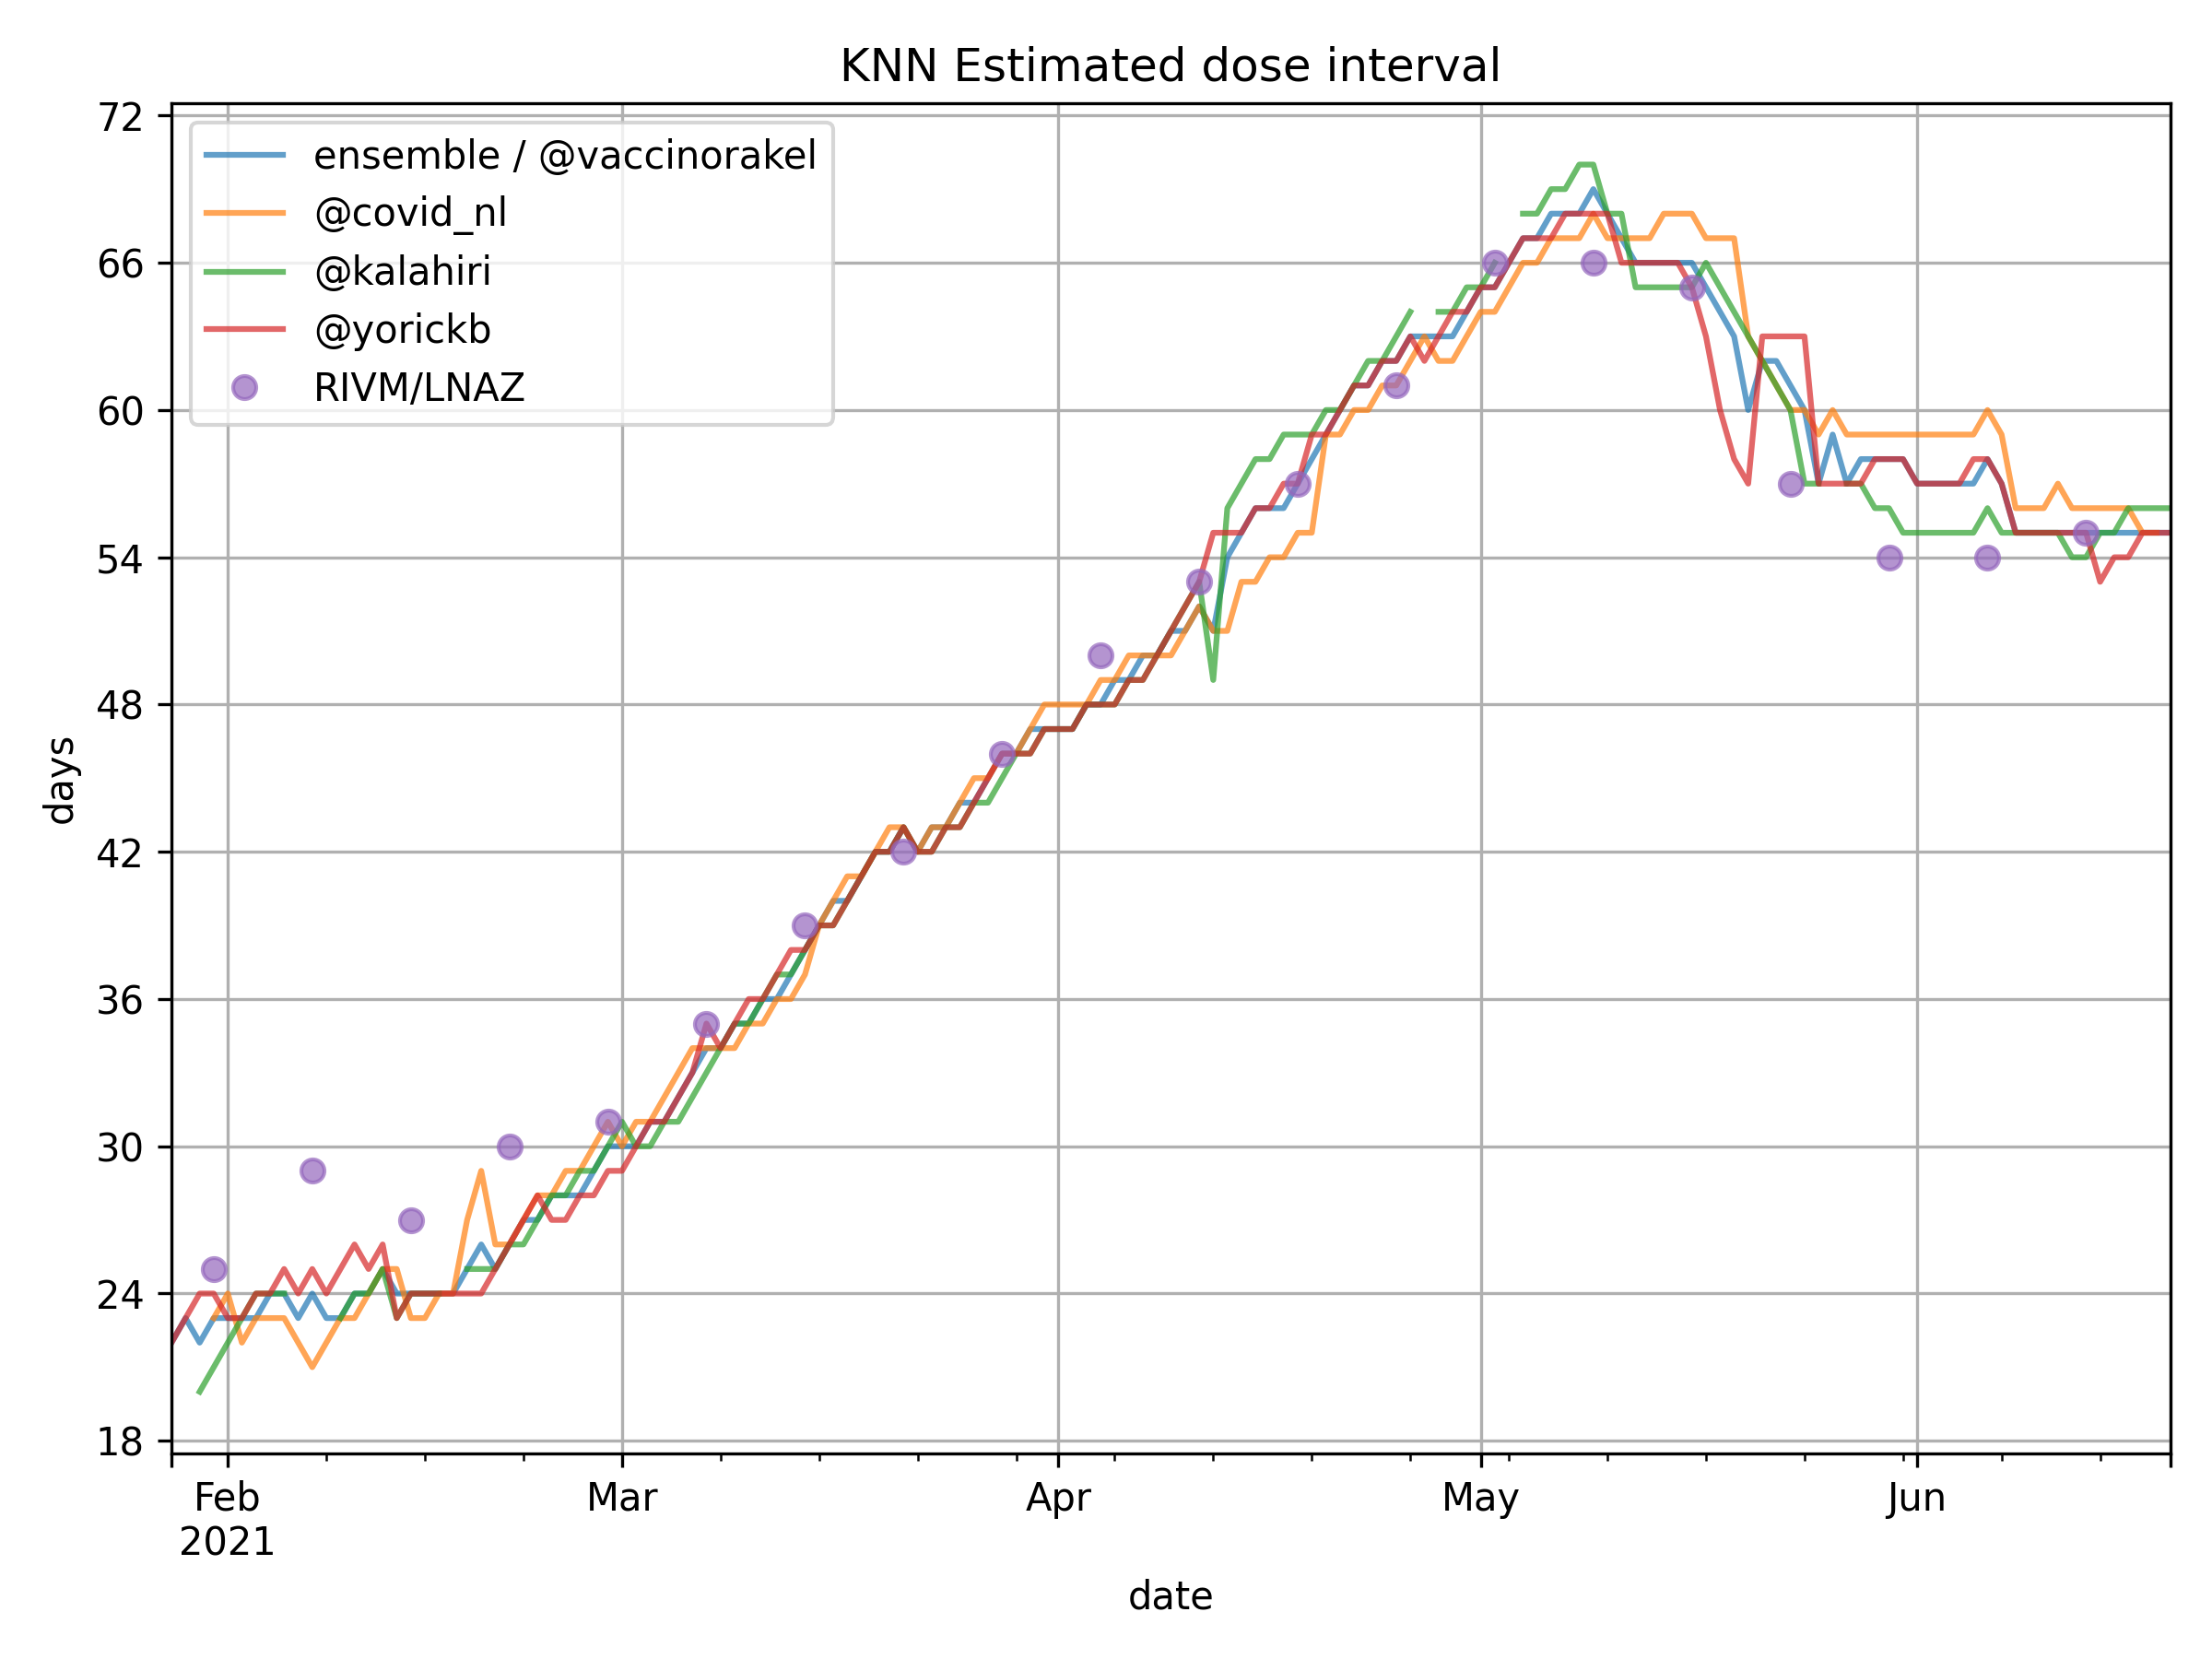 KNN Estimated dose interval
72
66
60
54
48
42
36
30
24
18
days
ensemble / @vaccinorakel
@covid_nl
@kalahiri
@yorickb
RIVM/LNAZ
Feb Mar Apr May Jun
2021
date